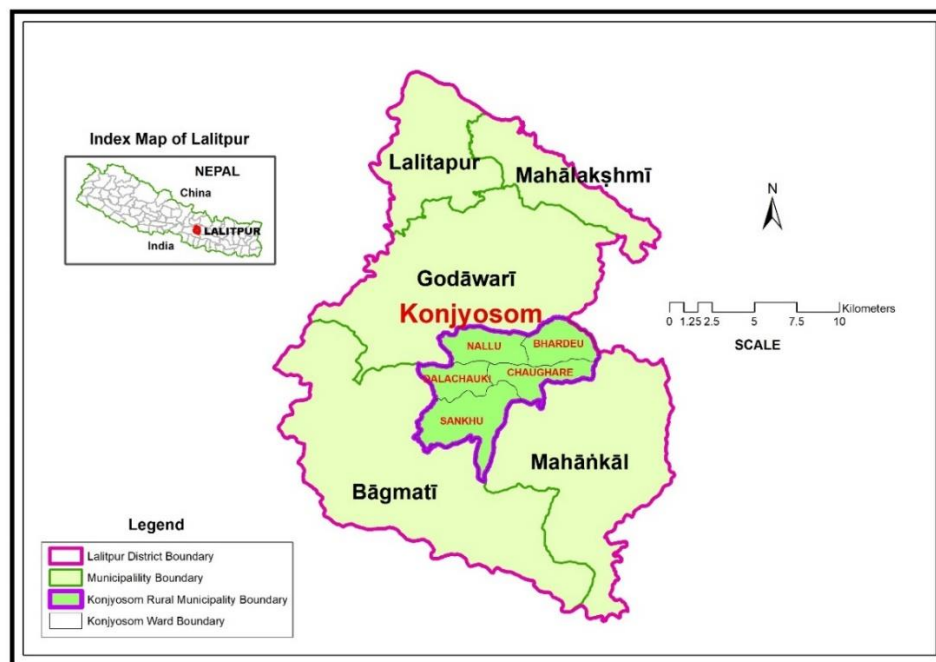 Index Map of Lalitpur
NEPAL
China
LALITPUR
India
Lalitapur
Mahālakṣhmī
N
Godāwarī
Konjyosom
NALLU
BHARDEU
DALACHAUKI
CHAUGHARE
SANKHU
Kilometers
0 1.25 2.5 5 7.5 10
SCALE
Mahāṅkāl
Bāgmatī
Legend
Lalitpur District Boundary
Municipalility Boundary
Konjyosom Rural Municipality Boundary
Konjyosom Ward Boundary